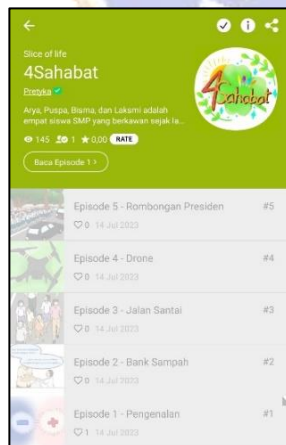 Slice of life
4Sahabat
Pretyka
4Sahabat
Arya, Puspa, Bisma, dan Laksmi adalah
empat siswa SMP yang berkawan sejak la...
145 1 0,00 RATE
Baca Episode 1 >
Episode 5 - Rombongan Presiden #5
0 14 Jul 2023
Episode 4 - Drone #4
0 14 Jul 2023
Episode 3 - Jalan Santai #3
0 14 Jul 2023
Episode 2 - Bank Sampah #2
0 14 Jul 2023
Episode 1 - Pengenalan #1
1 14 Jul 2023